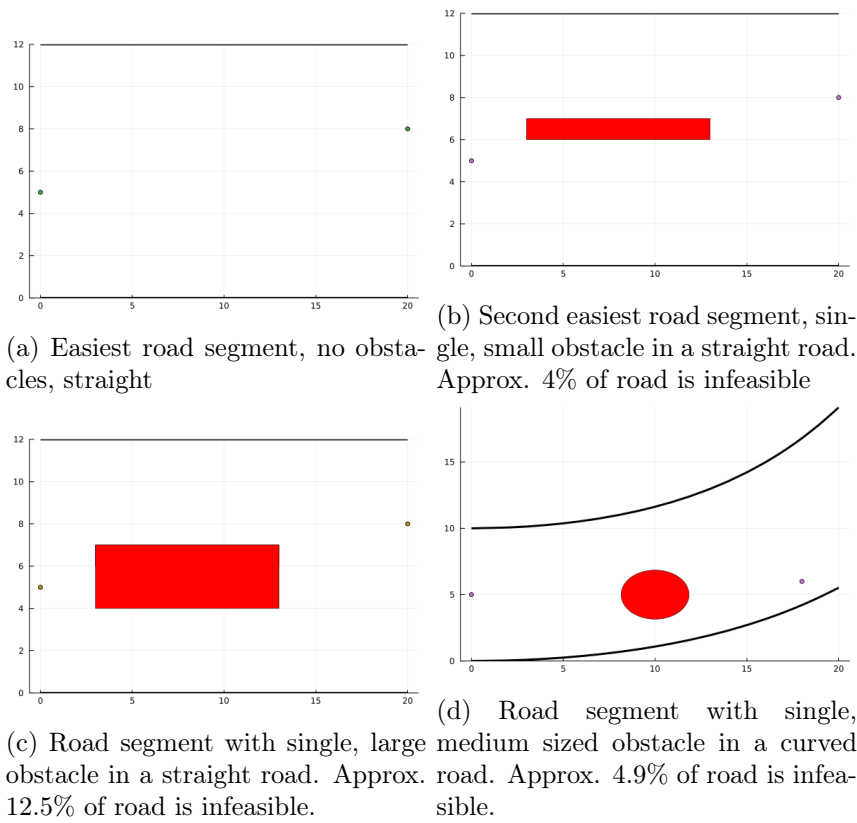 12
10
8
6
4
2
0
0 5 10 15 20
(a) Easiest road segment, no obsta-
cles, straight
12
10
8
6
4
2
0
0 5 10 15 20
(b) Second easiest road segment, sin-
gle, small obstacle in a straight road.
Approx. 4% of road is infeasible
12
10
8
6
4
2
0
0 5 10 15 20
(c) Road segment with single, large
obstacle in a straight road. Approx.
12.5% of road is infeasible.
15
10
5
0
0 5 10 15 20
(d) Road segment with single,
medium sized obstacle in a curved
road. Approx. 4.9% of road is infea-
sible.